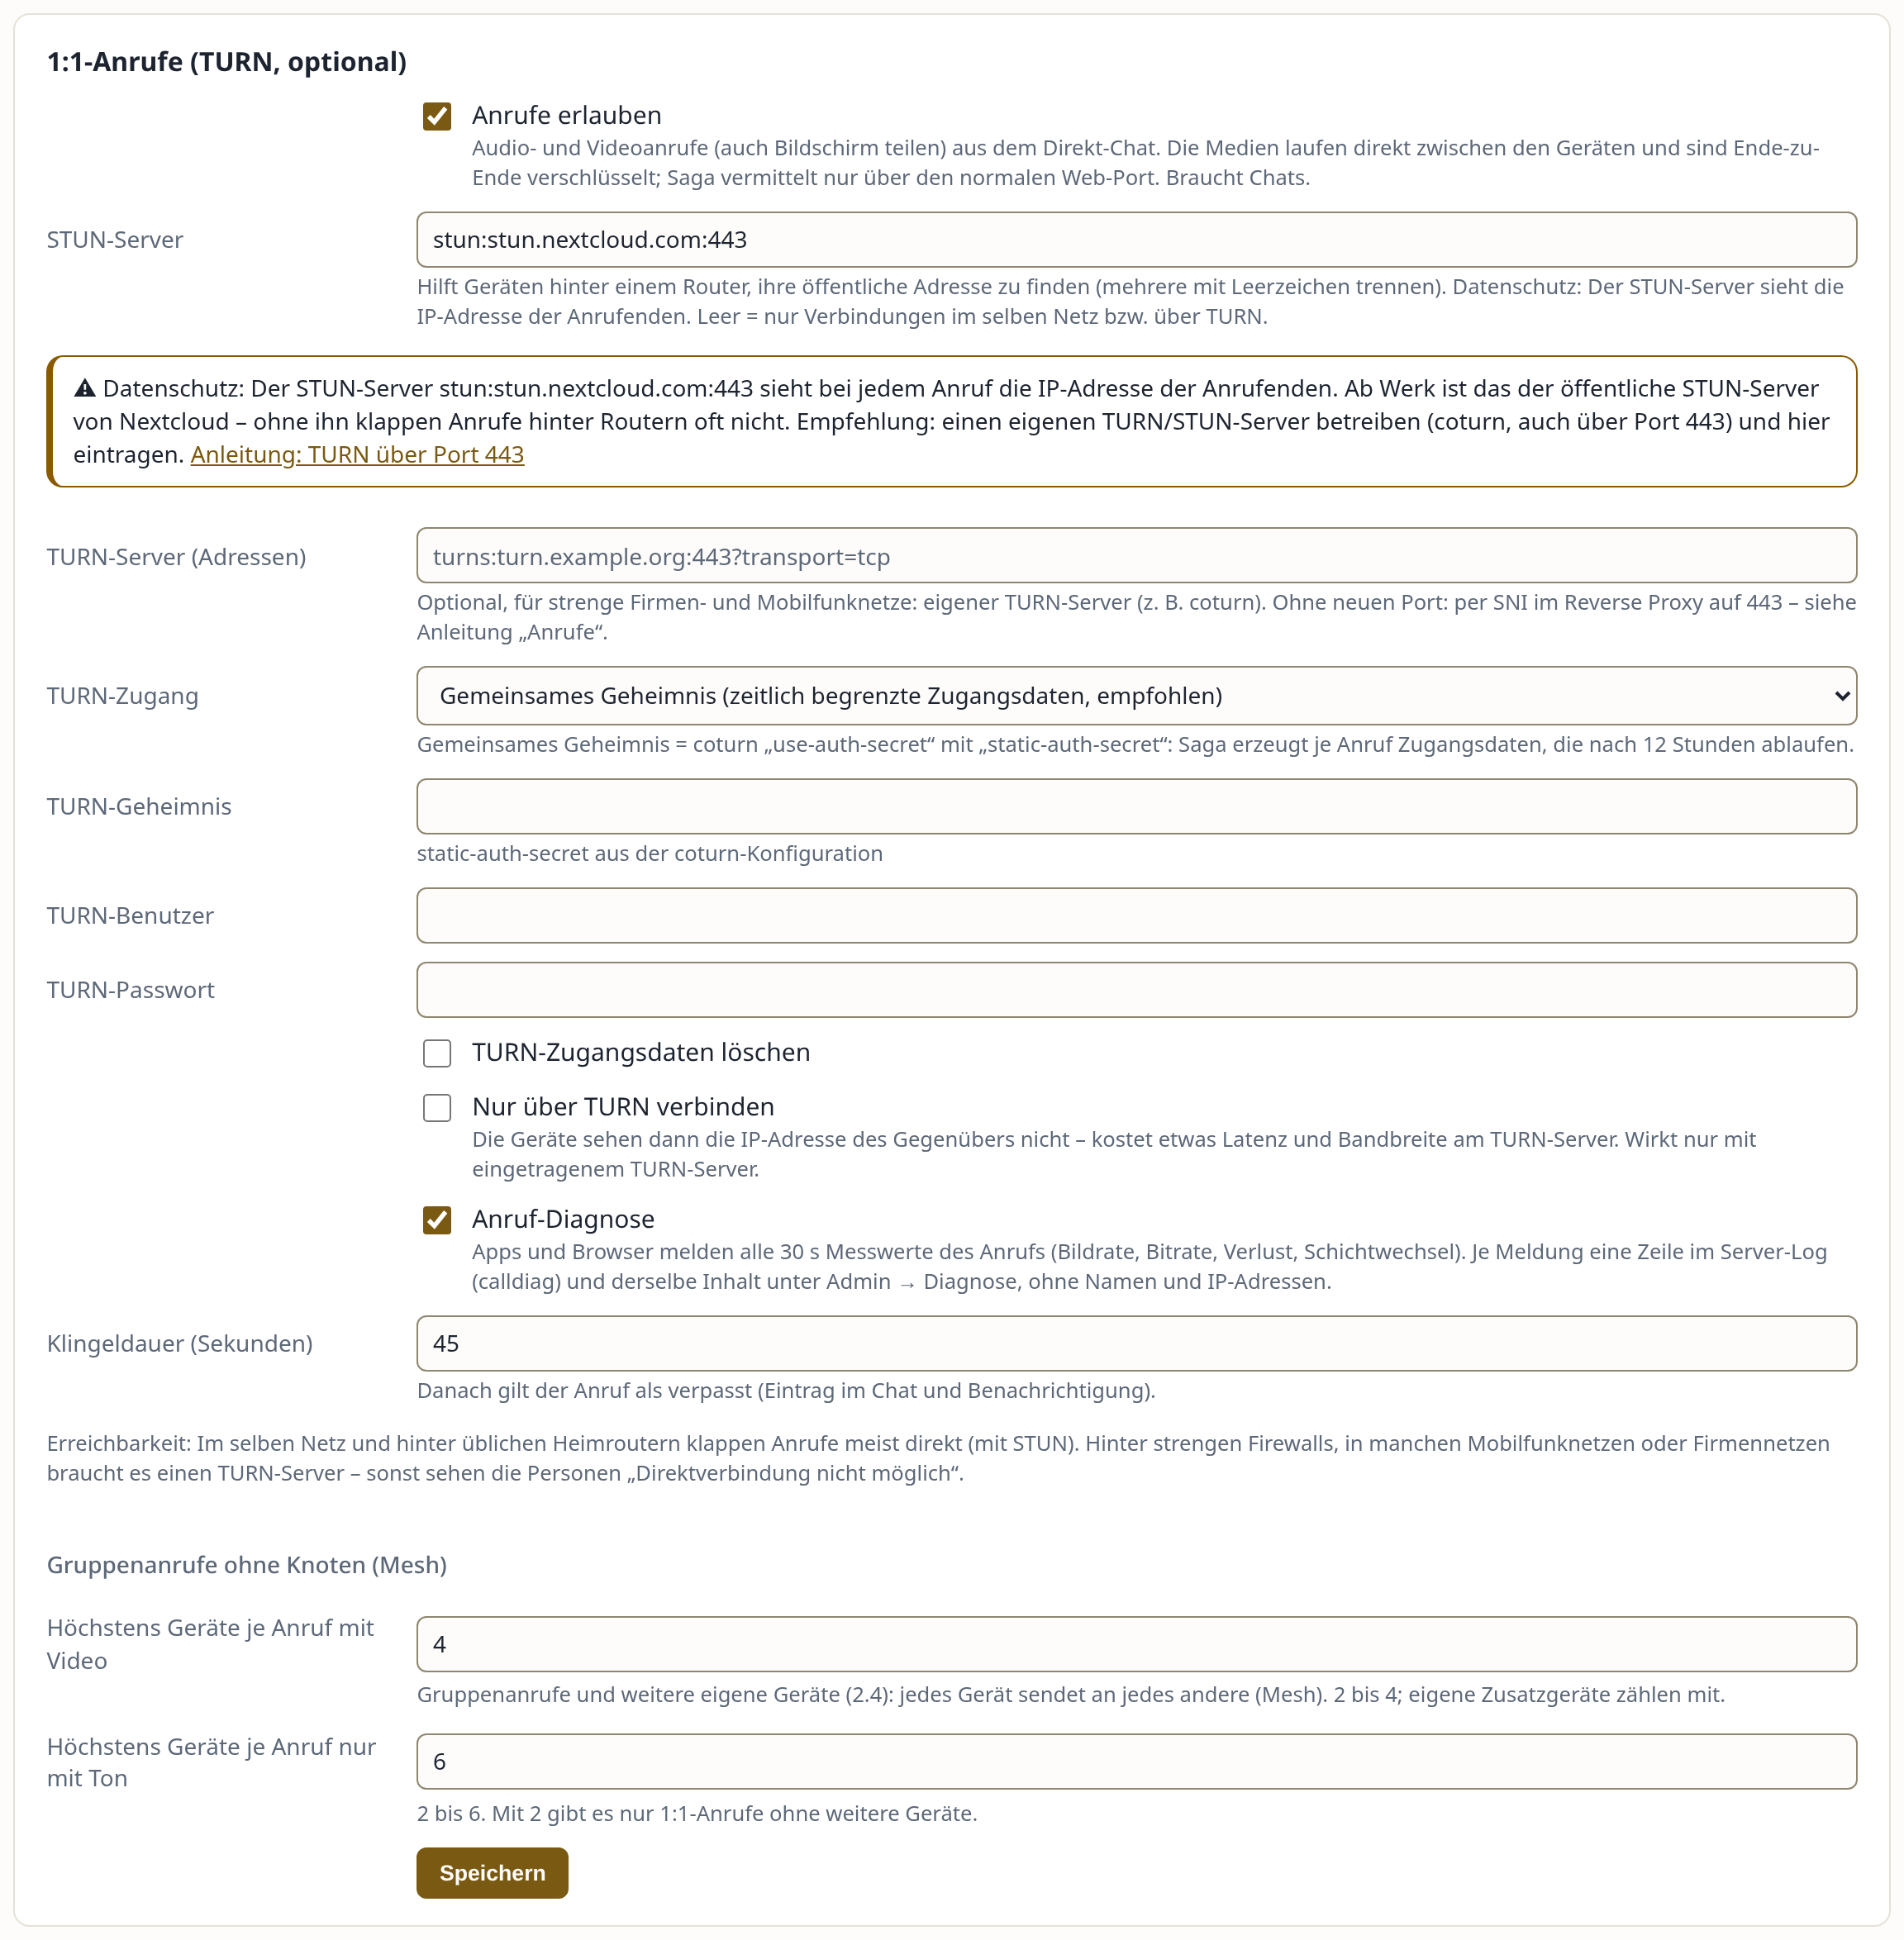 1:1-Anrufe (TURN, optional)
Anrufe erlauben
Audio- und Videoanrufe (auch Bildschirm teilen) aus dem Direkt-Chat. Die Medien laufen direkt zwischen den Geräten und sind Ende-zu-
Ende verschlüsselt; Saga vermittelt nur über den normalen Web-Port. Braucht Chats.
STUN-Server
stun:stun.nextcloud.com:443
Hilft Geräten hinter einem Router, ihre öffentliche Adresse zu finden (mehrere mit Leerzeichen trennen). Datenschutz: Der STUN-Server sieht die
IP-Adresse der Anrufenden. Leer = nur Verbindungen im selben Netz bzw. über TURN.
⚠ Datenschutz: Der STUN-Server stun:stun.nextcloud.com:443 sieht bei jedem Anruf die IP-Adresse der Anrufenden. Ab Werk ist das der öffentliche STUN-Server
von Nextcloud – ohne ihn klappen Anrufe hinter Routern oft nicht. Empfehlung: einen eigenen TURN/STUN-Server betreiben (coturn, auch über Port 443) und hier
eintragen. Anleitung: TURN über Port 443
TURN-Server (Adressen)
turns:turn.example.org:443?transport=tcp
Optional, für strenge Firmen- und Mobilfunknetze: eigener TURN-Server (z. B. coturn). Ohne neuen Port: per SNI im Reverse Proxy auf 443 – siehe
Anleitung „Anrufe“.
TURN-Zugang
Gemeinsames Geheimnis (zeitlich begrenzte Zugangsdaten, empfohlen)
Gemeinsames Geheimnis = coturn „use-auth-secret“ mit „static-auth-secret“: Saga erzeugt je Anruf Zugangsdaten, die nach 12 Stunden ablaufen.
TURN-Geheimnis
static-auth-secret aus der coturn-Konfiguration
TURN-Benutzer
TURN-Passwort
TURN-Zugangsdaten löschen
Nur über TURN verbinden
Die Geräte sehen dann die IP-Adresse des Gegenübers nicht – kostet etwas Latenz und Bandbreite am TURN-Server. Wirkt nur mit
eingetragenem TURN-Server.
Anruf-Diagnose
Apps und Browser melden alle 30 s Messwerte des Anrufs (Bildrate, Bitrate, Verlust, Schichtwechsel). Je Meldung eine Zeile im Server-Log
(calldiag) und derselbe Inhalt unter Admin → Diagnose, ohne Namen und IP-Adressen.
Klingeldauer (Sekunden)
45
Danach gilt der Anruf als verpasst (Eintrag im Chat und Benachrichtigung).
Erreichbarkeit: Im selben Netz und hinter üblichen Heimroutern klappen Anrufe meist direkt (mit STUN). Hinter strengen Firewalls, in manchen Mobilfunknetzen oder Firmennetzen
braucht es einen TURN-Server – sonst sehen die Personen „Direktverbindung nicht möglich“.
Gruppenanrufe ohne Knoten (Mesh)
Höchstens Geräte je Anruf mit
Video
4
Gruppenanrufe und weitere eigene Geräte (2.4): jedes Gerät sendet an jedes andere (Mesh). 2 bis 4; eigene Zusatzgeräte zählen mit.
Höchstens Geräte je Anruf nur
mit Ton
6
2 bis 6. Mit 2 gibt es nur 1:1-Anrufe ohne weitere Geräte.
Speichern